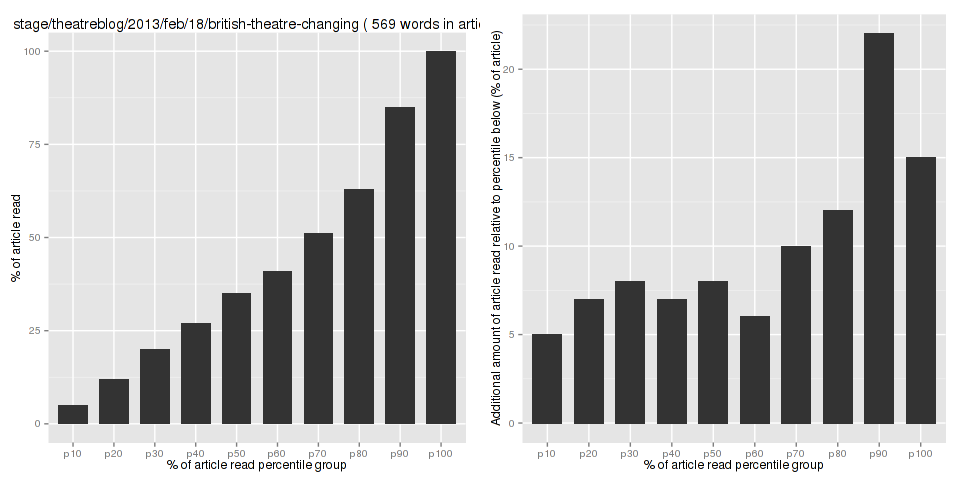 stage/theatreblog/2013/feb/18/british-theatre-changing ( 569 words in artic
% of article read
100
75
50
25
0
p10 p20 p30 p40 p50 p60 p70 p80 p90 p100
% of article read percentile group
Additional amount of article read relative to percentile below (% of article)
20
15
10
5
0
p10 p20 p30 p40 p50 p60 p70 p80 p90 p100
% of article read percentile group